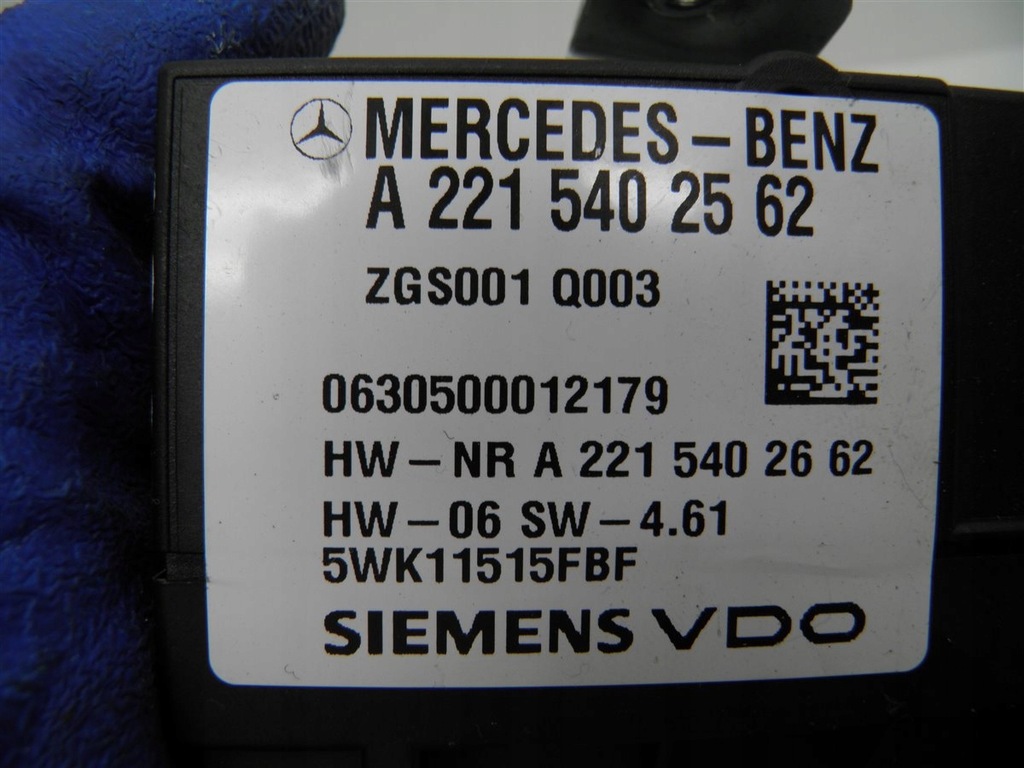 MERCEDES-BENZ
A 221 540 25 62
ZGS001 Q003
0630500012179
HW-NR A 221 540 26 62
HW-06 SW-4.61
5WK11515FBF
SIEMENS VDO